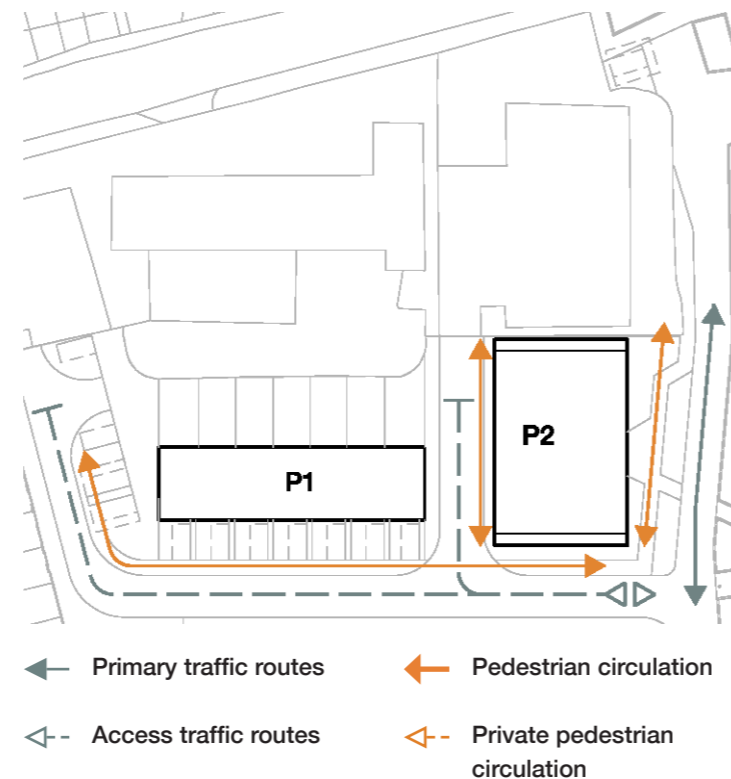 P2
P1
Primary traffic routes
Pedestrian circulation
Access traffic routes
Private pedestrian
circulation